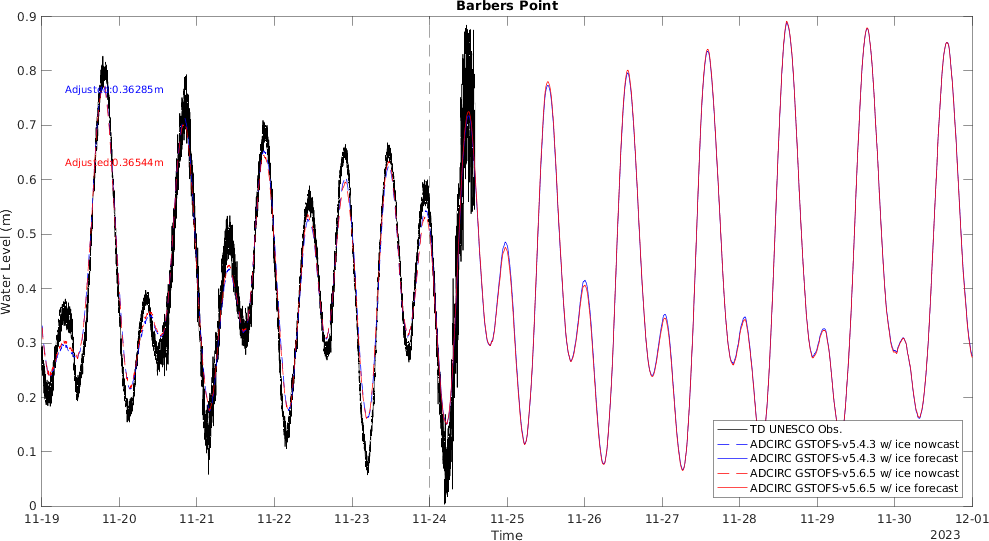 Barbers Point
Water Level (m)
0.9
0.8
0.7
0.6
0.5
0.4
0.3
0.2
0.1
0
Adjusted:0.36285m
Adjusted:0.36544m
TD UNESCO Obs.
ADCIRC GSTOFS-v5.4.3 w/ ice nowcast
ADCIRC GSTOFS-v5.4.3 w/ ice forecast
ADCIRC GSTOFS-v5.6.5 w/ ice nowcast
ADCIRC GSTOFS-v5.6.5 w/ ice forecast
11-19 11-20 11-21 11-22 11-23 11-24 11-25 11-26 11-27 11-28 11-29 11-30 12-01
Time
2023